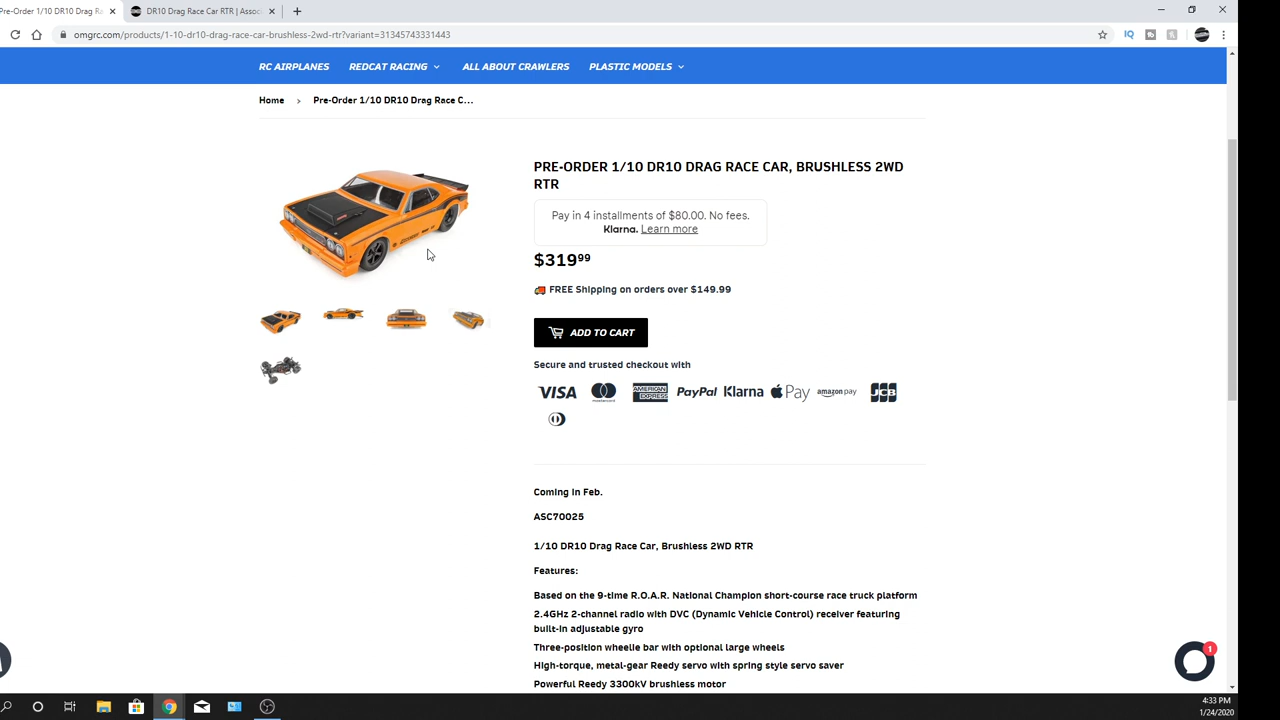 Pre-Order 1/10 DR10 Drag Ra
DR10 Drag Race Car RTR | Assoc
omgrc.com/products/1-10-dr10-drag-race-car-brushless-2wd-rtr?variant=31345743331443
RC AIRPLANES REDCAT RACING ALL ABOUT CRAWLERS PLASTIC MODELS
Home › Pre-Order 1/10 DR10 Drag Race C...
PRE-ORDER 1/10 DR10 DRAG RACE CAR, BRUSHLESS 2WD
RTR
Pay in 4 installments of $80.00. No fees.
Klarna. Learn more
$319⁹⁹
FREE Shipping on orders over $149.99
ADD TO CART
Secure and trusted checkout with
VISA mastercard AMERICAN EXPRESS PayPal Klarna Pay amazon pay JCB
Coming in Feb.
ASC70025
1/10 DR10 Drag Race Car, Brushless 2WD RTR
Features:
Based on the 9-time R.O.A.R. National Champion short-course race truck platform
2.4GHz 2-channel radio with DVC (Dynamic Vehicle Control) receiver featuring
built-in adjustable gyro
Three-position wheelie bar with optional large wheels
High-torque, metal-gear Reedy servo with spring style servo saver
Powerful Reedy 3300kV brushless motor
1
4:33 PM
1/24/2020